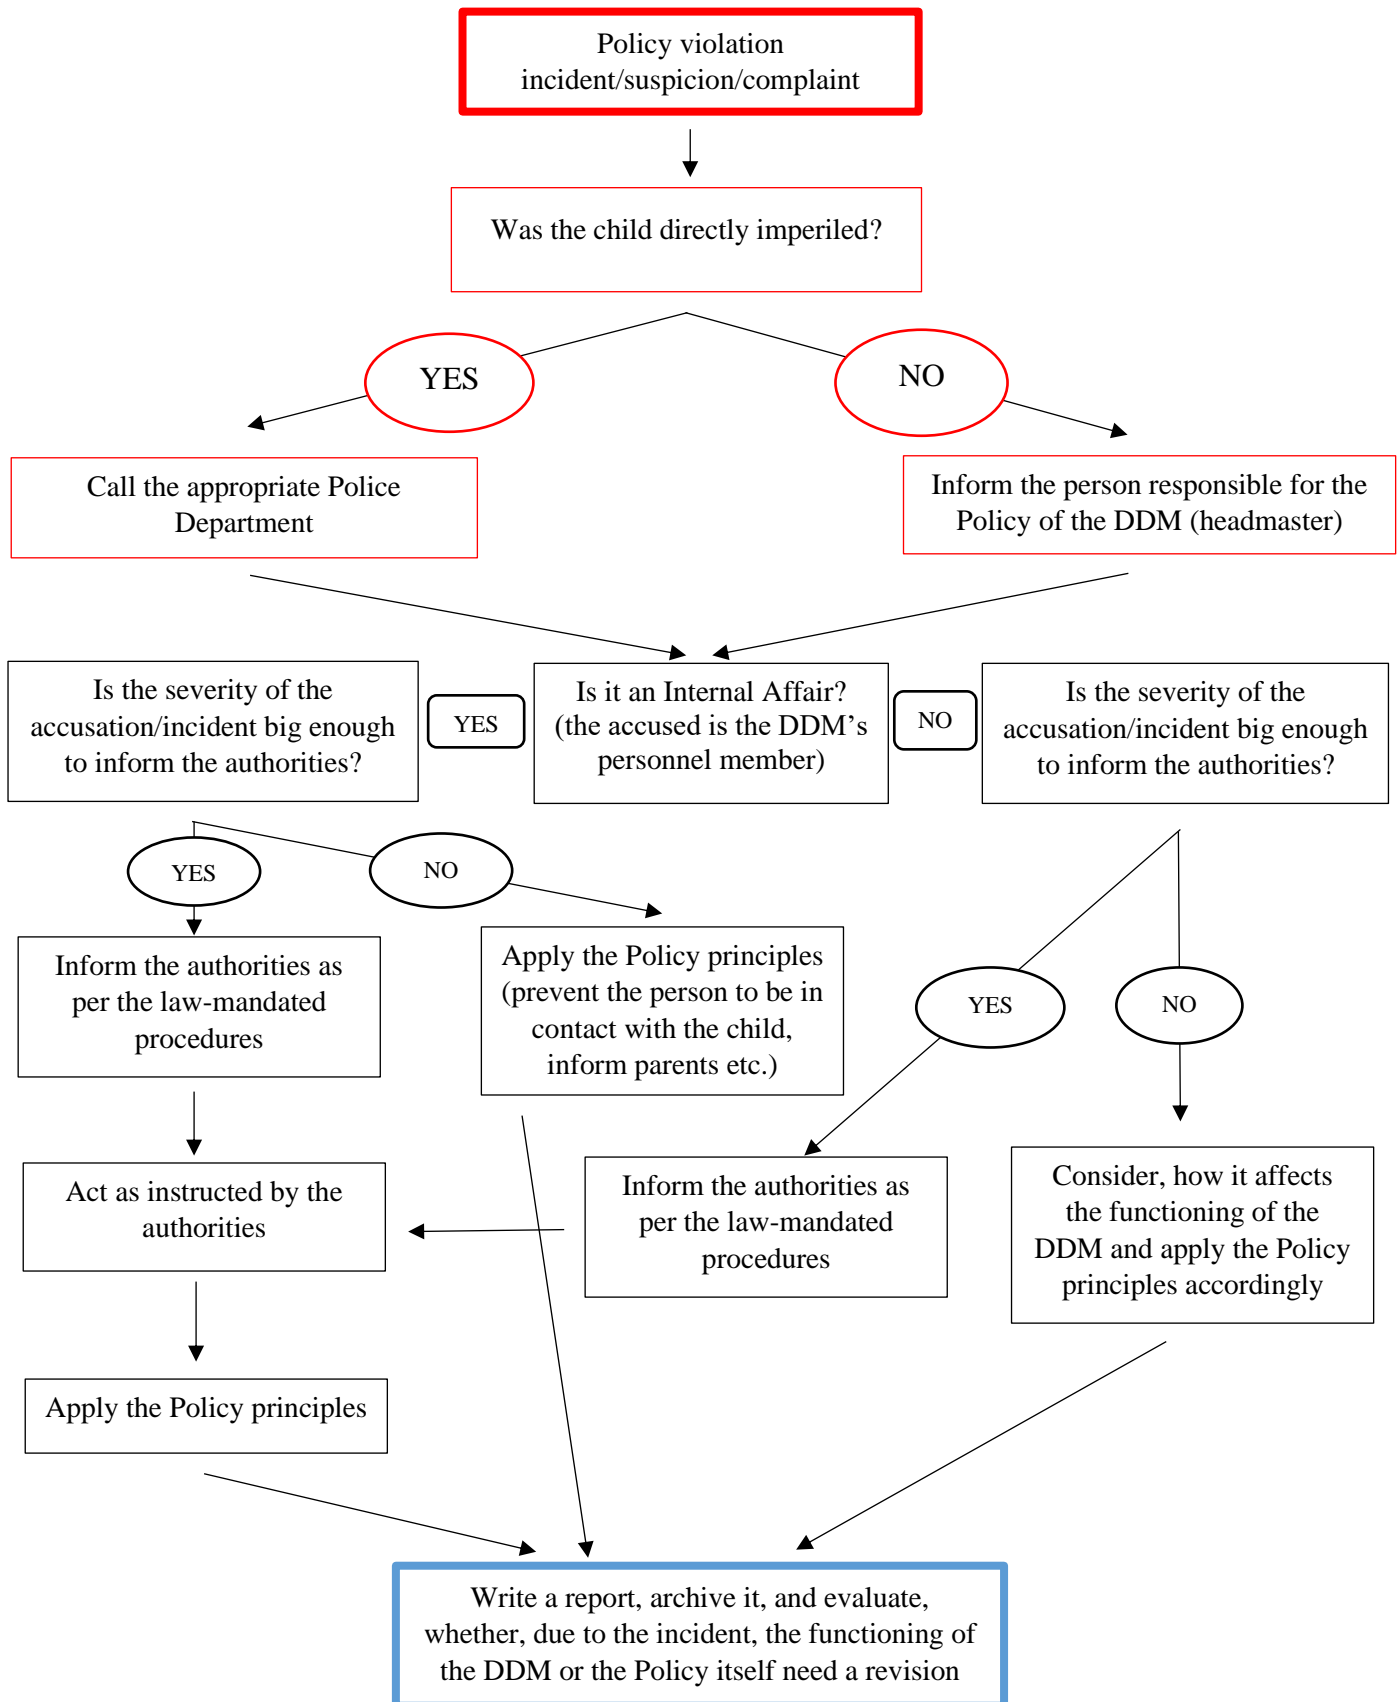 Policy violation
incident/suspicion/complaint
Was the child directly imperiled?
YES
NO
Call the appropriate Police
Department
Inform the person responsible for the
Policy of the DDM (headmaster)
Is the severity of the
accusation/incident big enough
to inform the authorities?
YES
Is it an Internal Affair?
(the accused is the DDM’s
personnel member)
NO
Is the severity of the
accusation/incident big enough
to inform the authorities?
YES
NO
Inform the authorities as
per the law-mandated
procedures
Apply the Policy principles
(prevent the person to be in
contact with the child,
inform parents etc.)
YES
NO
Act as instructed by the
authorities
Inform the authorities as
per the law-mandated
procedures
Consider, how it affects
the functioning of the
DDM and apply the Policy
principles accordingly
Apply the Policy principles
Write a report, archive it, and evaluate,
whether, due to the incident, the functioning of
the DDM or the Policy itself need a revision